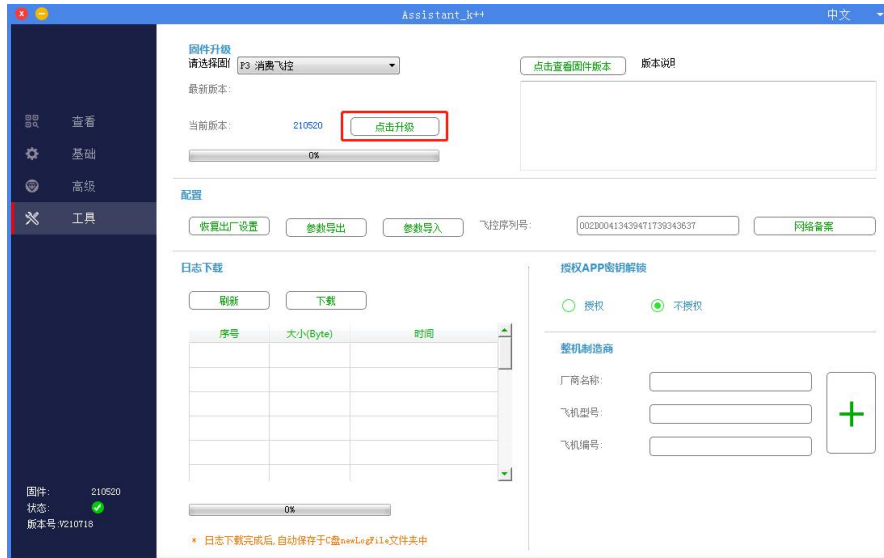 Assistant_k++
中文
查看
基础
高级
工具
固件: 210520
状态:
版本号:V210718
固件升级
请选择固 P3 消费飞控
点击查看固件版本 版本说明
最新版本:
当前版本: 210520 点击升级
0%
配置
恢复出厂设置 参数导出 参数导入 飞控序列号: 002D00413439471739343637 网络备案
日志下载
刷新 下载
序号 大小(Byte) 时间
0%
* 日志下载完成后,自动保存于C盘newLogFile文件夹中
授权APP密钥解锁
授权 不授权
整机制造商
厂商名称:
飞机型号:
飞机编号: